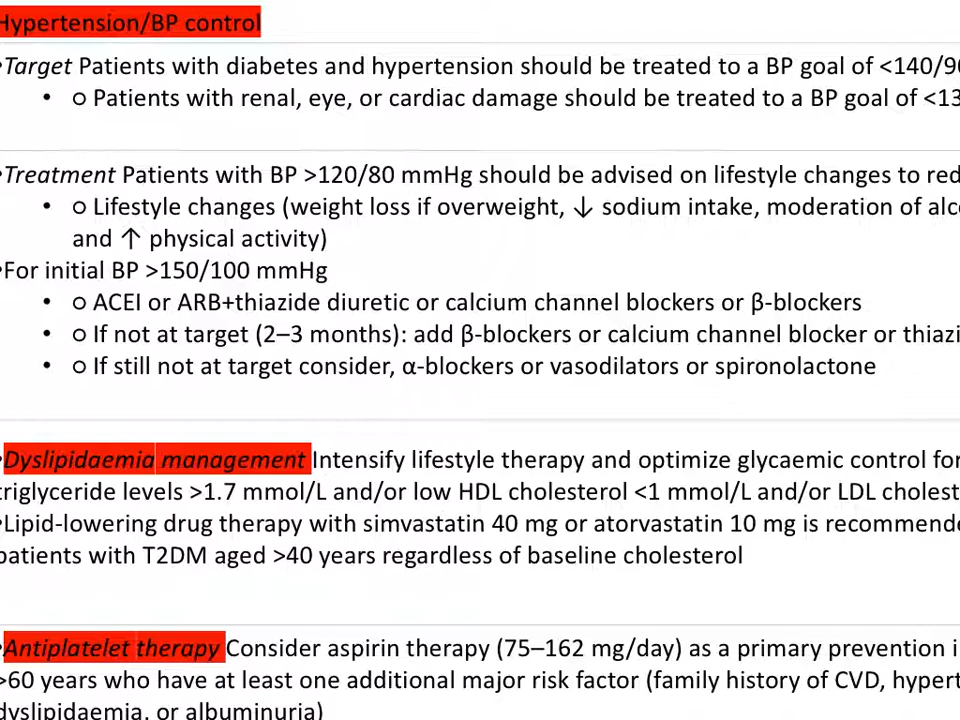 Hypertension/BP control
•Target Patients with diabetes and hypertension should be treated to a BP goal of <140/9
• ○ Patients with renal, eye, or cardiac damage should be treated to a BP goal of <13
•Treatment Patients with BP >120/80 mmHg should be advised on lifestyle changes to red
• ○ Lifestyle changes (weight loss if overweight, ↓ sodium intake, moderation of alc
and ↑ physical activity)
•For initial BP >150/100 mmHg
• ○ ACEI or ARB+thiazide diuretic or calcium channel blockers or β-blockers
• ○ If not at target (2–3 months): add β-blockers or calcium channel blocker or thiazi
• ○ If still not at target consider, α-blockers or vasodilators or spironolactone
•Dyslipidaemia management Intensify lifestyle therapy and optimize glycaemic control for
triglyceride levels >1.7 mmol/L and/or low HDL cholesterol <1 mmol/L and/or LDL cholest
•Lipid-lowering drug therapy with simvastatin 40 mg or atorvastatin 10 mg is recommend
patients with T2DM aged >40 years regardless of baseline cholesterol
•Antiplatelet therapy Consider aspirin therapy (75–162 mg/day) as a primary prevention i
>60 years who have at least one additional major risk factor (family history of CVD, hypert
dyslipidaemia, or albuminuria)